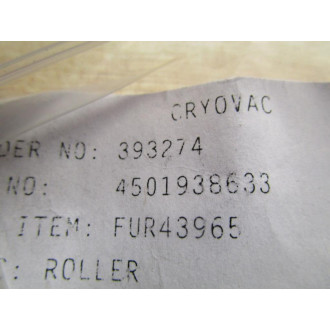 CRYOVAC
DER NO: 393274
NO: 4501938633
ITEM: FUR43965
: ROLLER